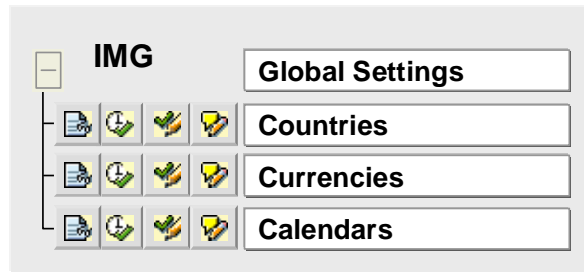 IMG
Global Settings
Countries
Currencies
Calendars